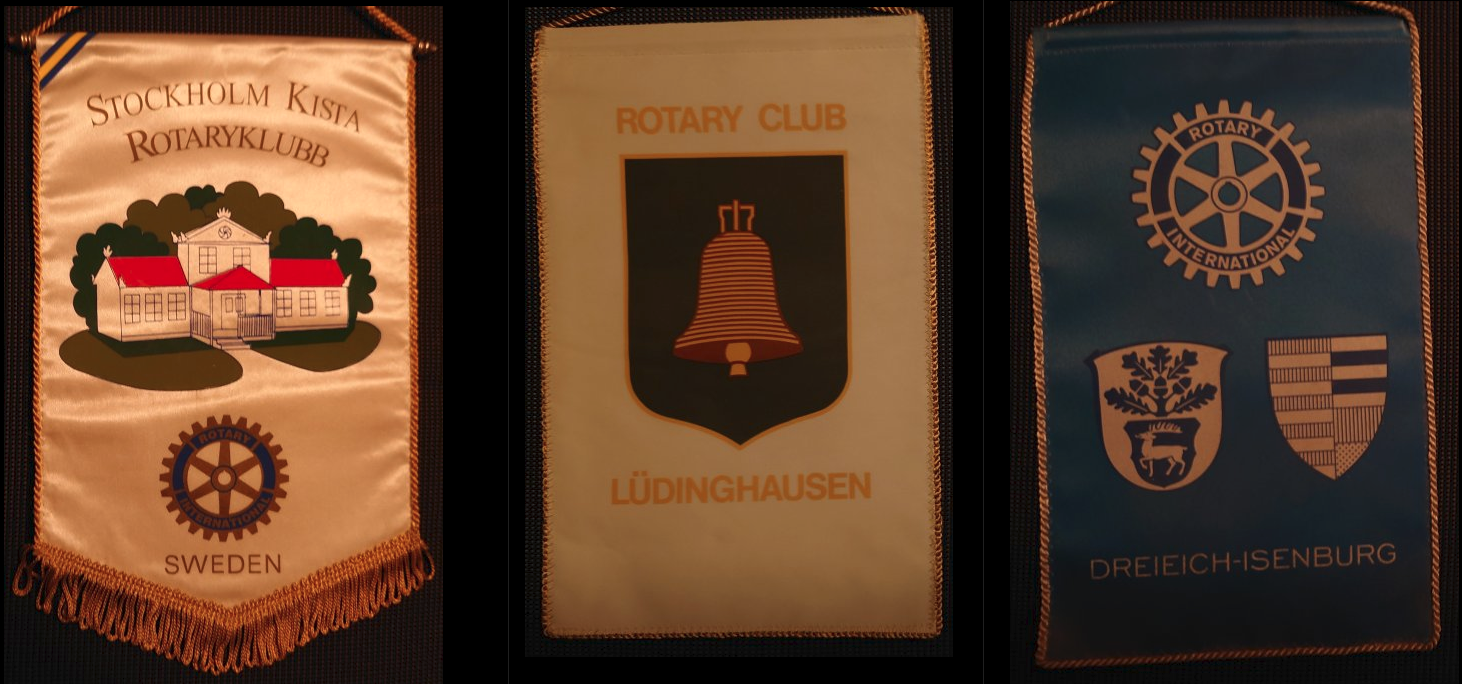 STOCKHOLM KISTA
ROTARYKLUBB
ROTARY
INTERNATIONAL
SWEDEN
ROTARY CLUB
LÜDINGHAUSEN
ROTARY
INTERNATIONAL
DREIEICH-ISENBURG